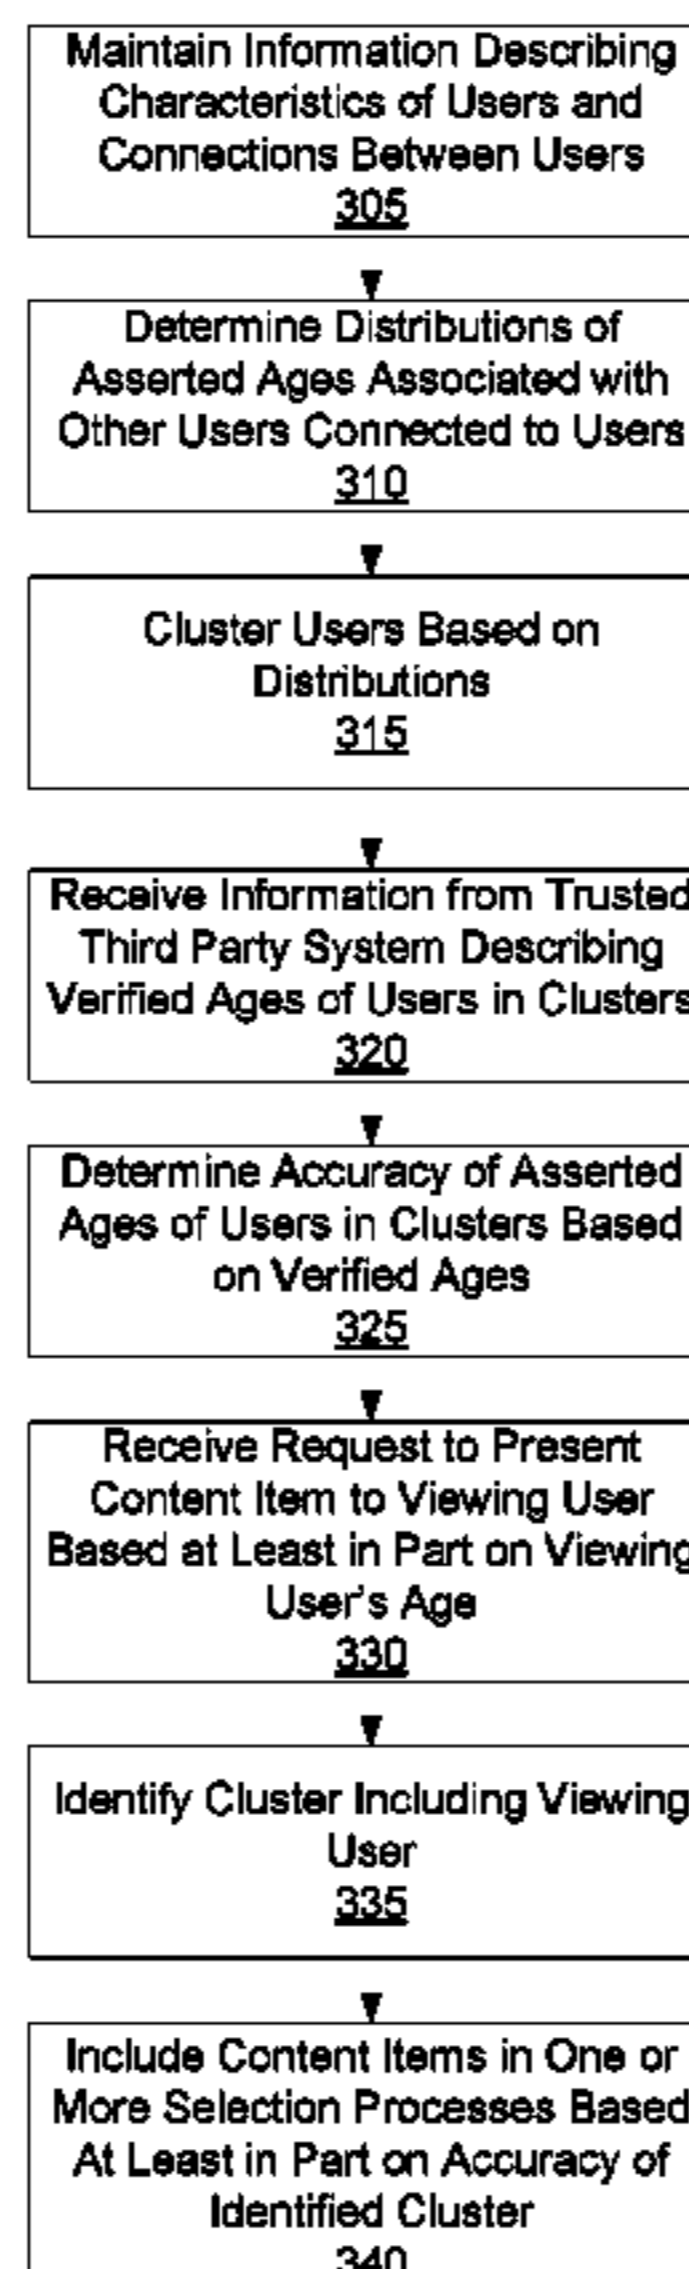 Maintain Information Describing
Characteristics of Users and
Connections Between Users
305
Determine Distributions of
Asserted Ages Associated with
Other Users Connected to Users
310
Cluster Users Based on
Distributions
315
Receive Information from Trusted
Third Party System Describing
Verified Ages of Users in Clusters
320
Determine Accuracy of Asserted
Ages of Users in Clusters Based
on Verified Ages
325
Receive Request to Present
Content Item to Viewing User
Based at Least in Part on Viewing
User's Age
330
Identify Cluster Including Viewing
User
335
Include Content Items in One or
More Selection Processes Based
At Least in Part on Accuracy of
Identified Cluster
340